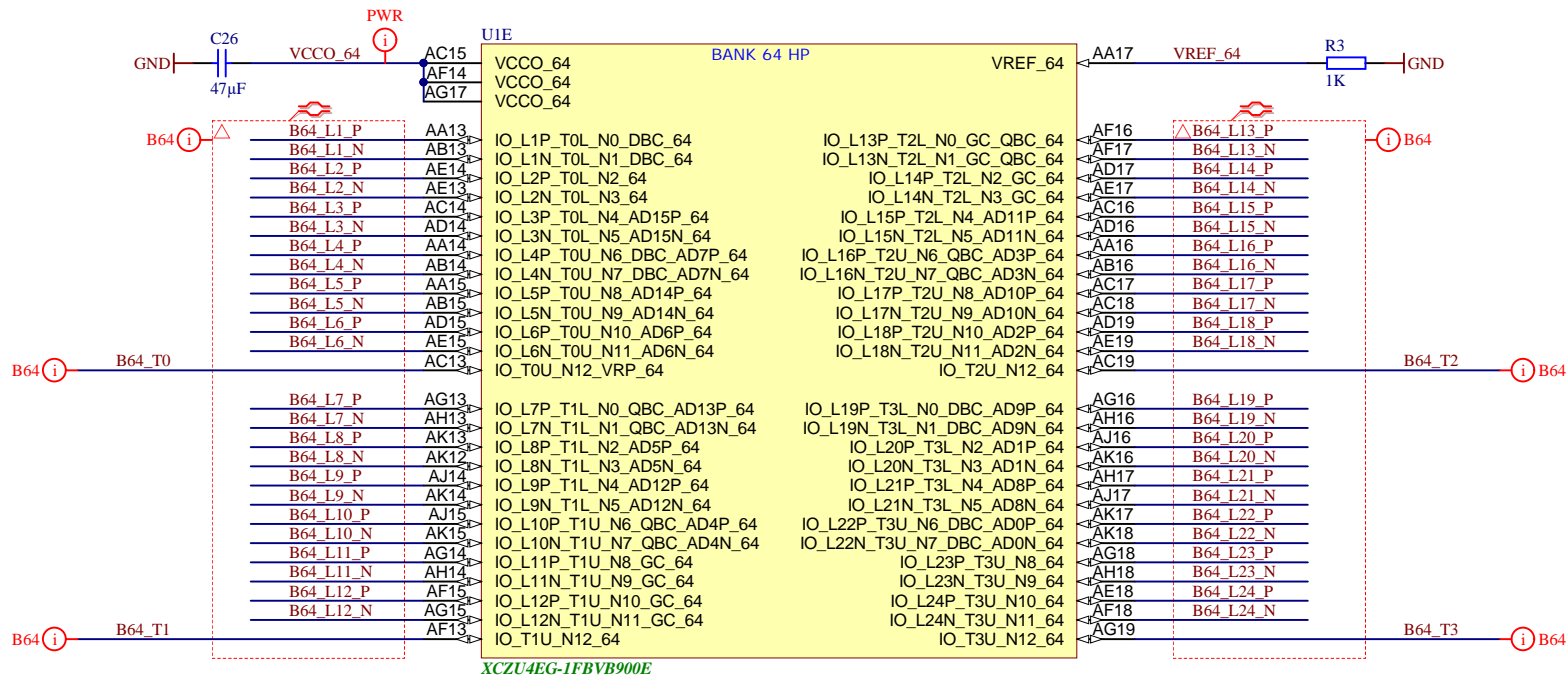 PWR
i
C26
VCCO_64
GND
47µF
U1E
BANK 64 HP
AC15 VCCO_64
AF14 VCCO_64
AG17 VCCO_64
VREF_64 AA17 VREF_64
R3
1K
GND
B64 i
i B64
B64_L1_P AA13 IO_L1P_T0L_N0_DBC_64 IO_L13P_T2L_N0_GC_QBC_64 AF16 B64_L13_P
B64_L1_N AB13 IO_L1N_T0L_N1_DBC_64 IO_L13N_T2L_N1_GC_QBC_64 AF17 B64_L13_N
B64_L2_P AE14 IO_L2P_T0L_N2_64 IO_L14P_T2L_N2_GC_64 AD17 B64_L14_P
B64_L2_N AE13 IO_L2N_T0L_N3_64 IO_L14N_T2L_N3_GC_64 AE17 B64_L14_N
B64_L3_P AC14 IO_L3P_T0L_N4_AD15P_64 IO_L15P_T2L_N4_AD11P_64 AC16 B64_L15_P
B64_L3_N AD14 IO_L3N_T0L_N5_AD15N_64 IO_L15N_T2L_N5_AD11N_64 AD16 B64_L15_N
B64_L4_P AA14 IO_L4P_T0U_N6_DBC_AD7P_64 IO_L16P_T2U_N6_QBC_AD3P_64 AA16 B64_L16_P
B64_L4_N AB14 IO_L4N_T0U_N7_DBC_AD7N_64 IO_L16N_T2U_N7_QBC_AD3N_64 AB16 B64_L16_N
B64_L5_P AA15 IO_L5P_T0U_N8_AD14P_64 IO_L17P_T2U_N8_AD10P_64 AC17 B64_L17_P
B64_L5_N AB15 IO_L5N_T0U_N9_AD14N_64 IO_L17N_T2U_N9_AD10N_64 AC18 B64_L17_N
B64_L6_P AD15 IO_L6P_T0U_N10_AD6P_64 IO_L18P_T2U_N10_AD2P_64 AD19 B64_L18_P
B64_L6_N AE15 IO_L6N_T0U_N11_AD6N_64 IO_L18N_T2U_N11_AD2N_64 AE19 B64_L18_N
B64 i B64_T0 AC13 IO_T0U_N12_VRP_64 IO_T2U_N12_64 AC19 B64_T2 i B64
B64_L7_P AG13 IO_L7P_T1L_N0_QBC_AD13P_64 IO_L19P_T3L_N0_DBC_AD9P_64 AG16 B64_L19_P
B64_L7_N AH13 IO_L7N_T1L_N1_QBC_AD13N_64 IO_L19N_T3L_N1_DBC_AD9N_64 AH16 B64_L19_N
B64_L8_P AK13 IO_L8P_T1L_N2_AD5P_64 IO_L20P_T3L_N2_AD1P_64 AJ16 B64_L20_P
B64_L8_N AK12 IO_L8N_T1L_N3_AD5N_64 IO_L20N_T3L_N3_AD1N_64 AK16 B64_L20_N
B64_L9_P AJ14 IO_L9P_T1L_N4_AD12P_64 IO_L21P_T3L_N4_AD8P_64 AH17 B64_L21_P
B64_L9_N AK14 IO_L9N_T1L_N5_AD12N_64 IO_L21N_T3L_N5_AD8N_64 AJ17 B64_L21_N
B64_L10_P AJ15 IO_L10P_T1U_N6_QBC_AD4P_64 IO_L22P_T3U_N6_DBC_AD0P_64 AK17 B64_L22_P
B64_L10_N AK15 IO_L10N_T1U_N7_QBC_AD4N_64 IO_L22N_T3U_N7_DBC_AD0N_64 AK18 B64_L22_N
B64_L11_P AG14 IO_L11P_T1U_N8_GC_64 IO_L23P_T3U_N8_64 AG18 B64_L23_P
B64_L11_N AH14 IO_L11N_T1U_N9_GC_64 IO_L23N_T3U_N9_64 AH18 B64_L23_N
B64_L12_P AF15 IO_L12P_T1U_N10_GC_64 IO_L24P_T3U_N10_64 AE18 B64_L24_P
B64_L12_N AG15 IO_L12N_T1U_N11_GC_64 IO_L24N_T3U_N11_64 AF18 B64_L24_N
B64 i B64_T1 AF13 IO_T1U_N12_64 IO_T3U_N12_64 AG19 B64_T3 i B64
XCZU4EG-1FBVB900E